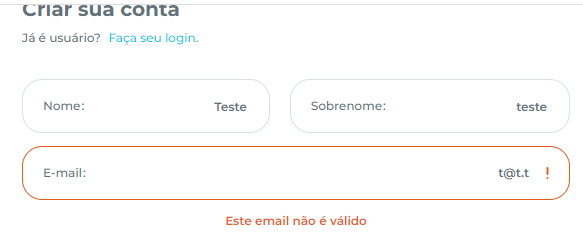 Criar sua conta
Já é usuário? Faça seu login.
Nome: Teste
Sobrenome: teste
E-mail: t@t.t !
Este email não é válido